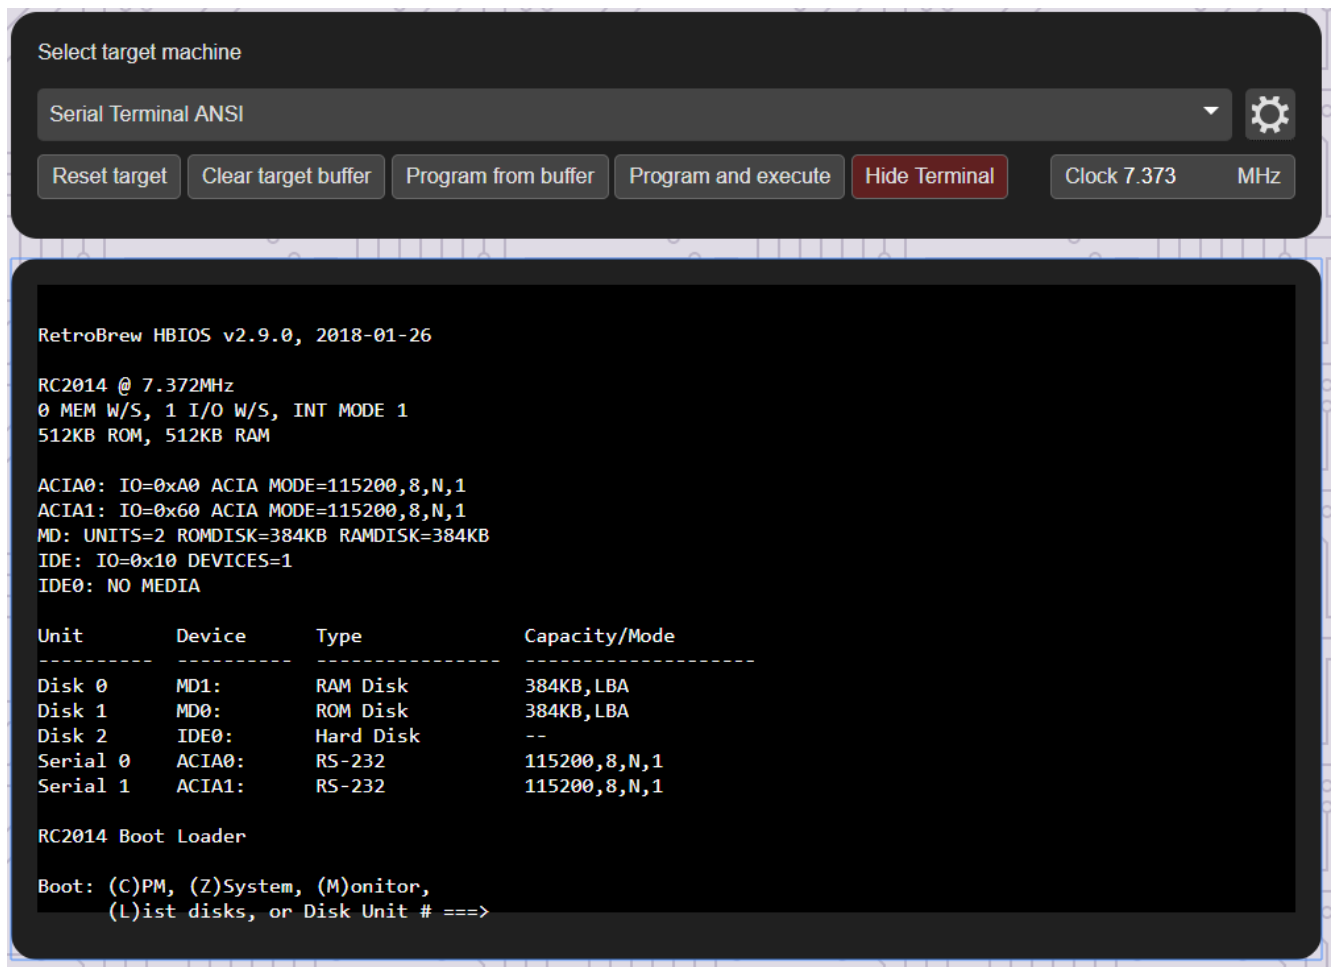 Select target machine
Serial Terminal ANSI
Reset target Clear target buffer Program from buffer Program and execute Hide Terminal Clock 7.373 MHz
RetroBrew HBIOS v2.9.0, 2018-01-26
RC2014 @ 7.372MHz
0 MEM W/S, 1 I/O W/S, INT MODE 1
512KB ROM, 512KB RAM
ACIA0: IO=0xA0 ACIA MODE=115200,8,N,1
ACIA1: IO=0x60 ACIA MODE=115200,8,N,1
MD: UNITS=2 ROMDISK=384KB RAMDISK=384KB
IDE: IO=0x10 DEVICES=1
IDE0: NO MEDIA
Unit Device Type Capacity/Mode
---------- ---------- ---------------- --------------------
Disk 0 MD1: RAM Disk 384KB,LBA
Disk 1 MD0: ROM Disk 384KB,LBA
Disk 2 IDE0: Hard Disk --
Serial 0 ACIA0: RS-232 115200,8,N,1
Serial 1 ACIA1: RS-232 115200,8,N,1
RC2014 Boot Loader
Boot: (C)PM, (Z)System, (M)onitor,
(L)ist disks, or Disk Unit # ===>